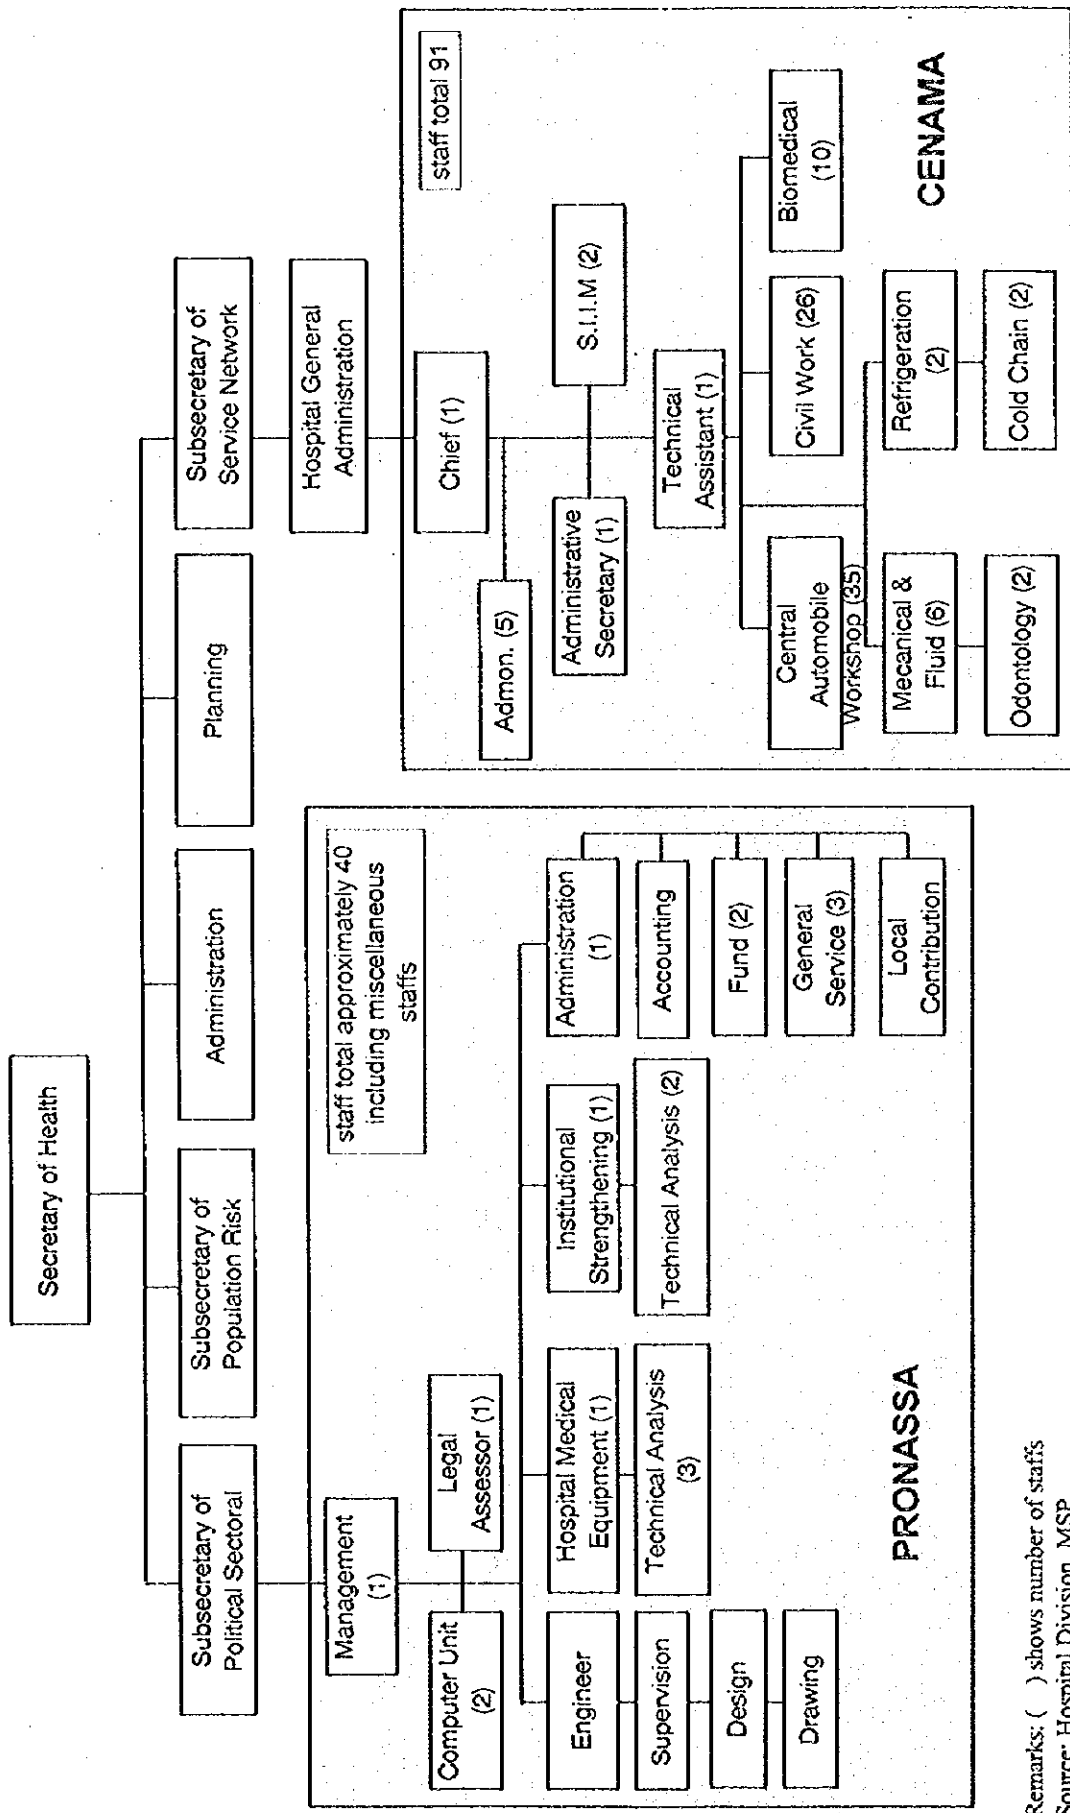 Secretary of Health
Subsecretary of
Political Sectoral
Subsecretary of
Population Risk
Administration
Planning
Subsecretary of
Service Network
Hospital General
Administration
Management
(1)
staff total approximately 40
including miscellaneous
staffs
Computer Unit
(2)
Legal
Assessor (1)
Engineer
Supervision
Design
Drawing
Hospital Medical
Equipment (1)
Technical Analysis
(3)
Institutional
Strengthening (1)
Technical Analysis (2)
Administration
(1)
Accounting
Fund (2)
General
Service (3)
Local
Contribution
PRONASSA
staff total 91
Chief (1)
Admon. (5)
Administrative
Secretary (1)
S.I.I.M (2)
Technical
Assistant (1)
Central
Automobile
Workshop (35)
Civil Work (26)
Biomedical
(10)
Mecanical &
Fluid (6)
Refrigeration
(2)
Odontology (2)
Cold Chain (2)
CENAMA
Remarks: ( ) shows number of staffs
Source: Hospital Division, MSP